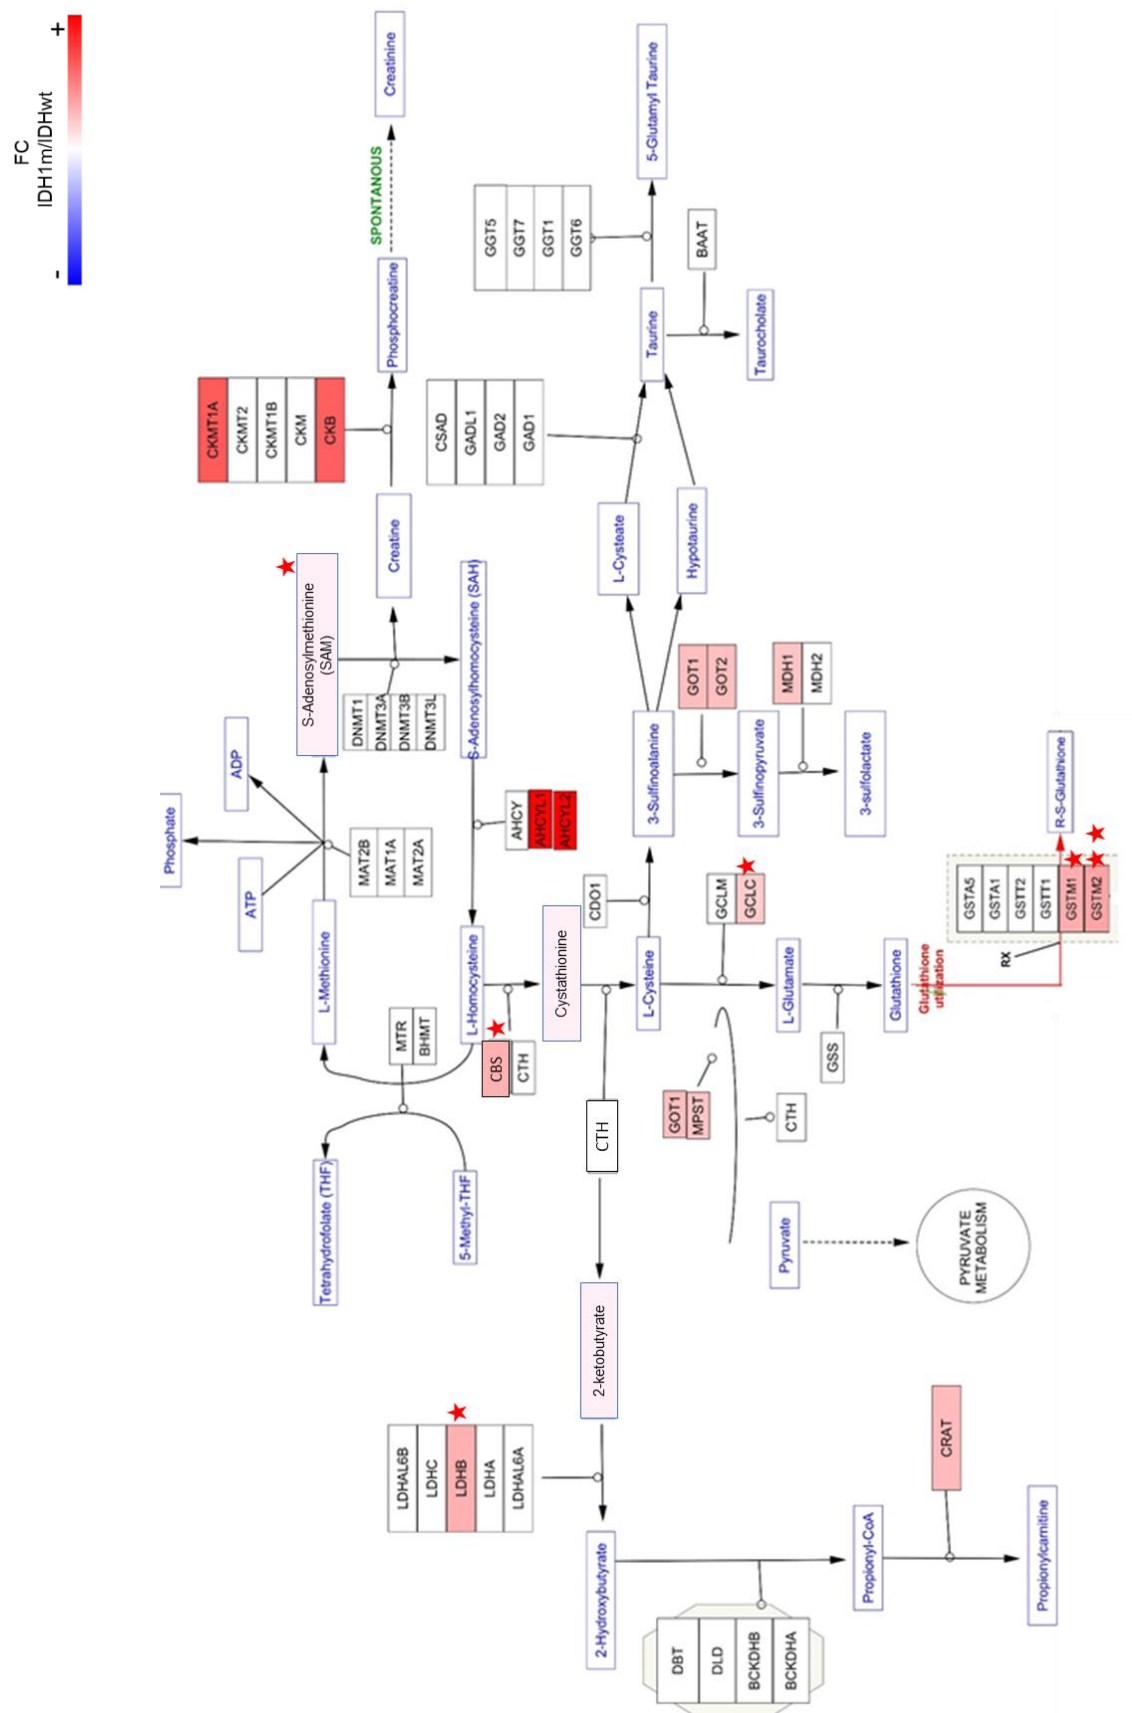 +
FC
IDH1m/IDHwt
-
Creatinine
SPONTANOUS
Phosphocreatine
CKMT1A
CKMT2
CKMT1B
CKM
CKB
Creatine
5-Glutamyl Taurine
GGT5
GGT7
GGT1
GGT6
BAAT
Taurine
Taurocholate
CSAD
GADL1
GAD2
GAD1
L-Cysteate
Hypotaurine
S-Adenosylmethionine
(SAM)
S-Adenosylhomocysteine (SAH)
DNMT1
DNMT3A
DNMT3B
DNMT3L
ADP
Phosphate
ATP
MAT2B
MAT1A
MAT2A
AHCY
AHCYL1
AHCYL2
GOT1
GOT2
MDH1
MDH2
3-Sulfinoalanine
3-Sulfinopyruvate
3-sulfolactate
R-S-Glutathione
L-Methionine
L-Homocysteine
Cystathionine
CDO1
GCLM
GCLC
L-Cysteine
L-Glutamate
Glutathione
Glutathione
utilization
RX
GSTA5
GSTA1
GSTT2
GSTT1
GSTM1
GSTM2
MTR
BHMT
CBS
CTH
GSS
GOT1
MPST
CTH
CTH
Tetrahydrofolate (THF)
5-Methyl-THF
Pyruvate
PYRUVATE
METABOLISM
2-ketobutyrate
LDHAL6B
LDHC
LDHB
LDHA
LDHAL6A
CRAT
2-Hydroxybutyrate
Propionyl-CoA
Propionylcarnitine
DBT
DLD
BCKDHB
BCKDHA